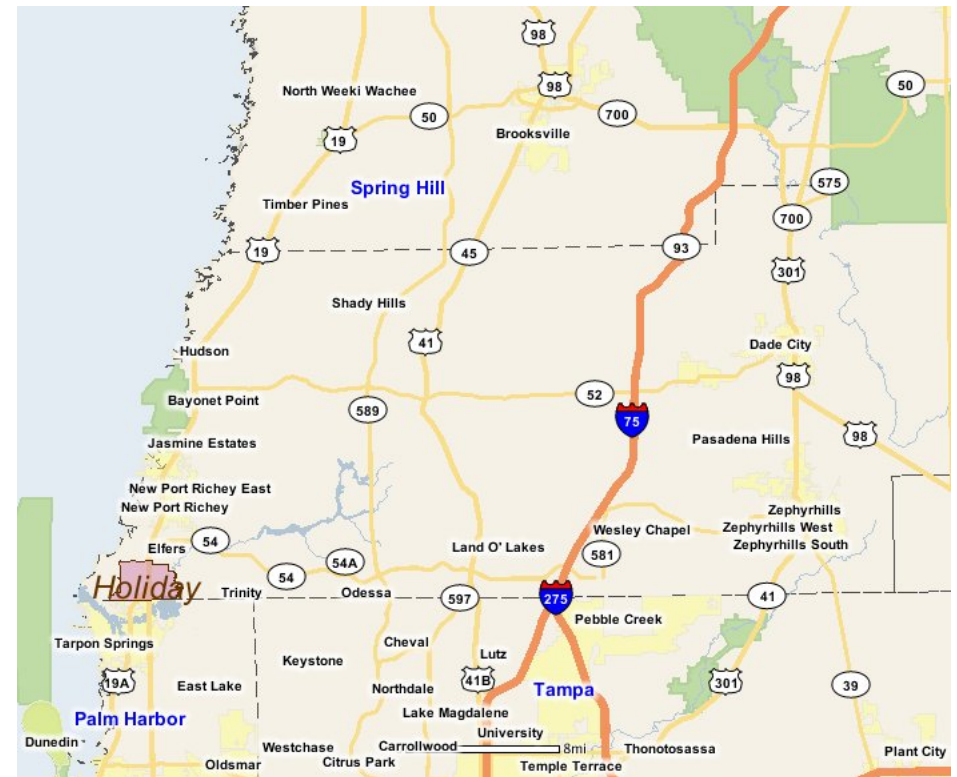 98
North Weeki Wachee
98
50
50
700
19
Brooksville
Spring Hill
575
Timber Pines
700
19
45
93
301
Shady Hills
41
Dade City
Hudson
98
52
Bayonet Point
589
75
98
Jasmine Estates
Pasadena Hills
New Port Richey East
New Port Richey
Zephyrhills
Wesley Chapel
Zephyrhills West
54
Elfers
Land O' Lakes
581
Zephyrhills South
54A
54
Holiday
Trinity
Odessa
597
275
41
Pebble Creek
Tarpon Springs
Cheval
Lutz
Keystone
19A
East Lake
Northdale
41B
Tampa
301
39
Palm Harbor
Lake Magdalene
University
Dunedin
Westchase
Carrollwood
8mi
Thonotosassa
Plant City
Oldsmar
Citrus Park
Temple Terrace